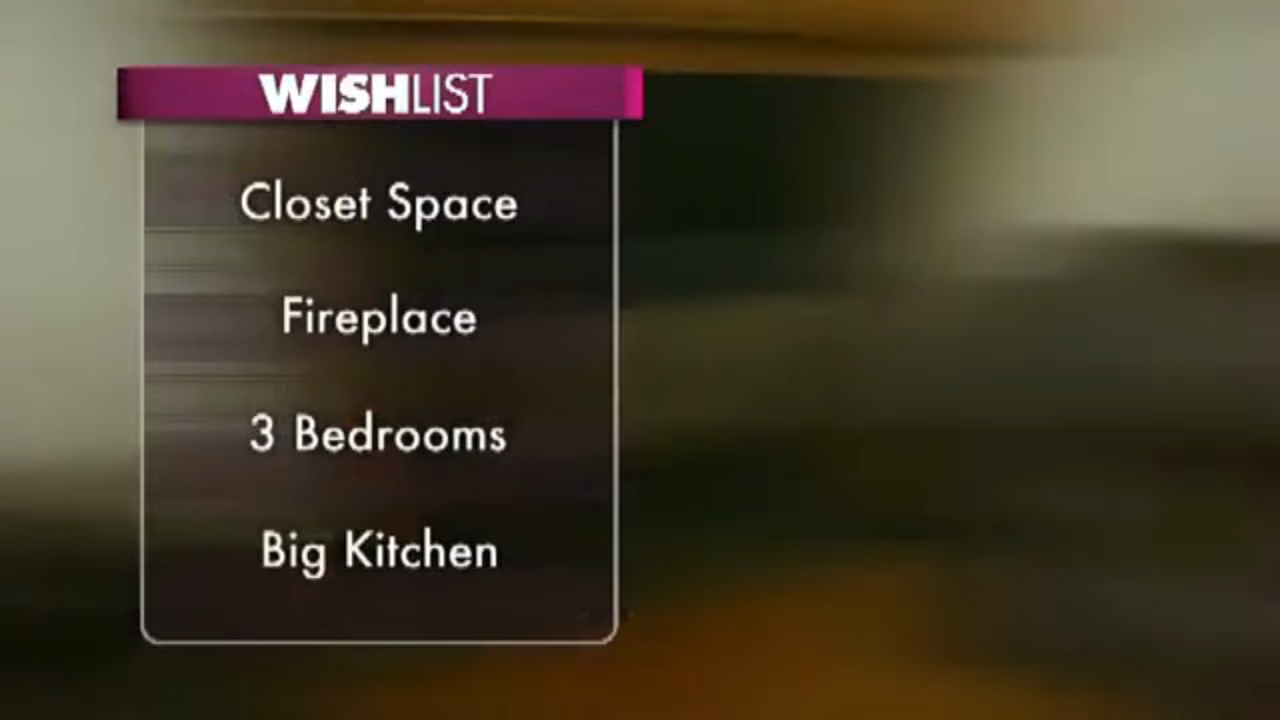 WISHLIST
Closet Space
Fireplace
3 Bedrooms
Big Kitchen